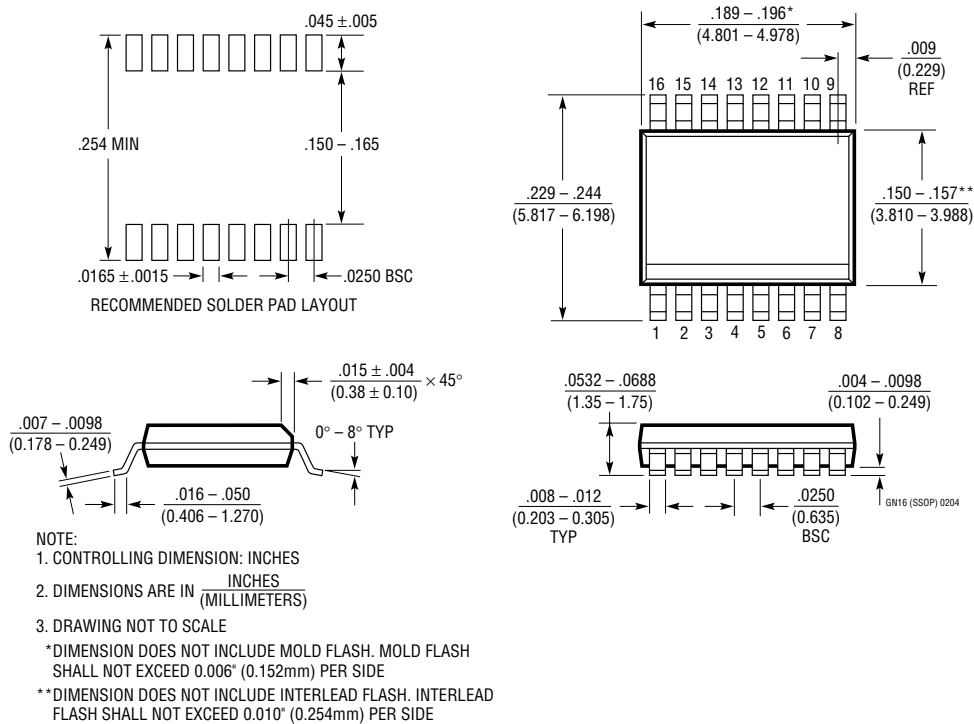 .045 ±.005
.254 MIN
.150 – .165
.0165 ±.0015
.0250 BSC
RECOMMENDED SOLDER PAD LAYOUT
.189 – .196*
(4.801 – 4.978)
.009
(0.229)
REF
16 15 14 13 12 11 10 9
.229 – .244
(5.817 – 6.198)
.150 – .157**
(3.810 – 3.988)
1 2 3 4 5 6 7 8
.015 ± .004
(0.38 ± 0.10)
× 45°
.007 – .0098
(0.178 – 0.249)
0° – 8° TYP
.016 – .050
(0.406 – 1.270)
.0532 – .0688
(1.35 – 1.75)
.004 – .0098
(0.102 – 0.249)
.008 – .012
(0.203 – 0.305)
TYP
.0250
(0.635)
BSC
GN16 (SSOP) 0204
NOTE:
1. CONTROLLING DIMENSION: INCHES
2. DIMENSIONS ARE IN INCHES
(MILLIMETERS)
3. DRAWING NOT TO SCALE
*DIMENSION DOES NOT INCLUDE MOLD FLASH. MOLD FLASH
SHALL NOT EXCEED 0.006" (0.152mm) PER SIDE
**DIMENSION DOES NOT INCLUDE INTERLEAD FLASH. INTERLEAD
FLASH SHALL NOT EXCEED 0.010" (0.254mm) PER SIDE